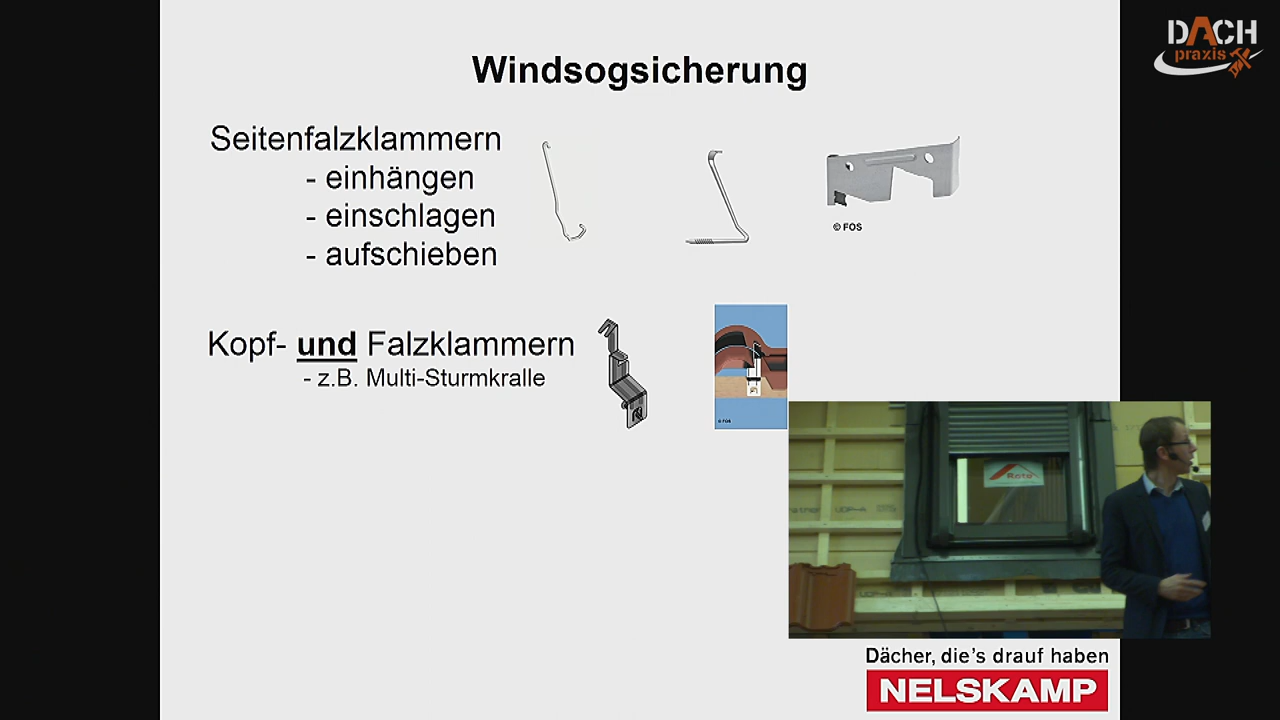 DACH
praxis
Windsogsicherung
Seitenfalzklammern
- einhängen
- einschlagen
- aufschieben
© FOS
Kopf- und Falzklammern
- z.B. Multi-Sturmkralle
© FOS
Roto
Dächer, die's drauf haben
NELSKAMP